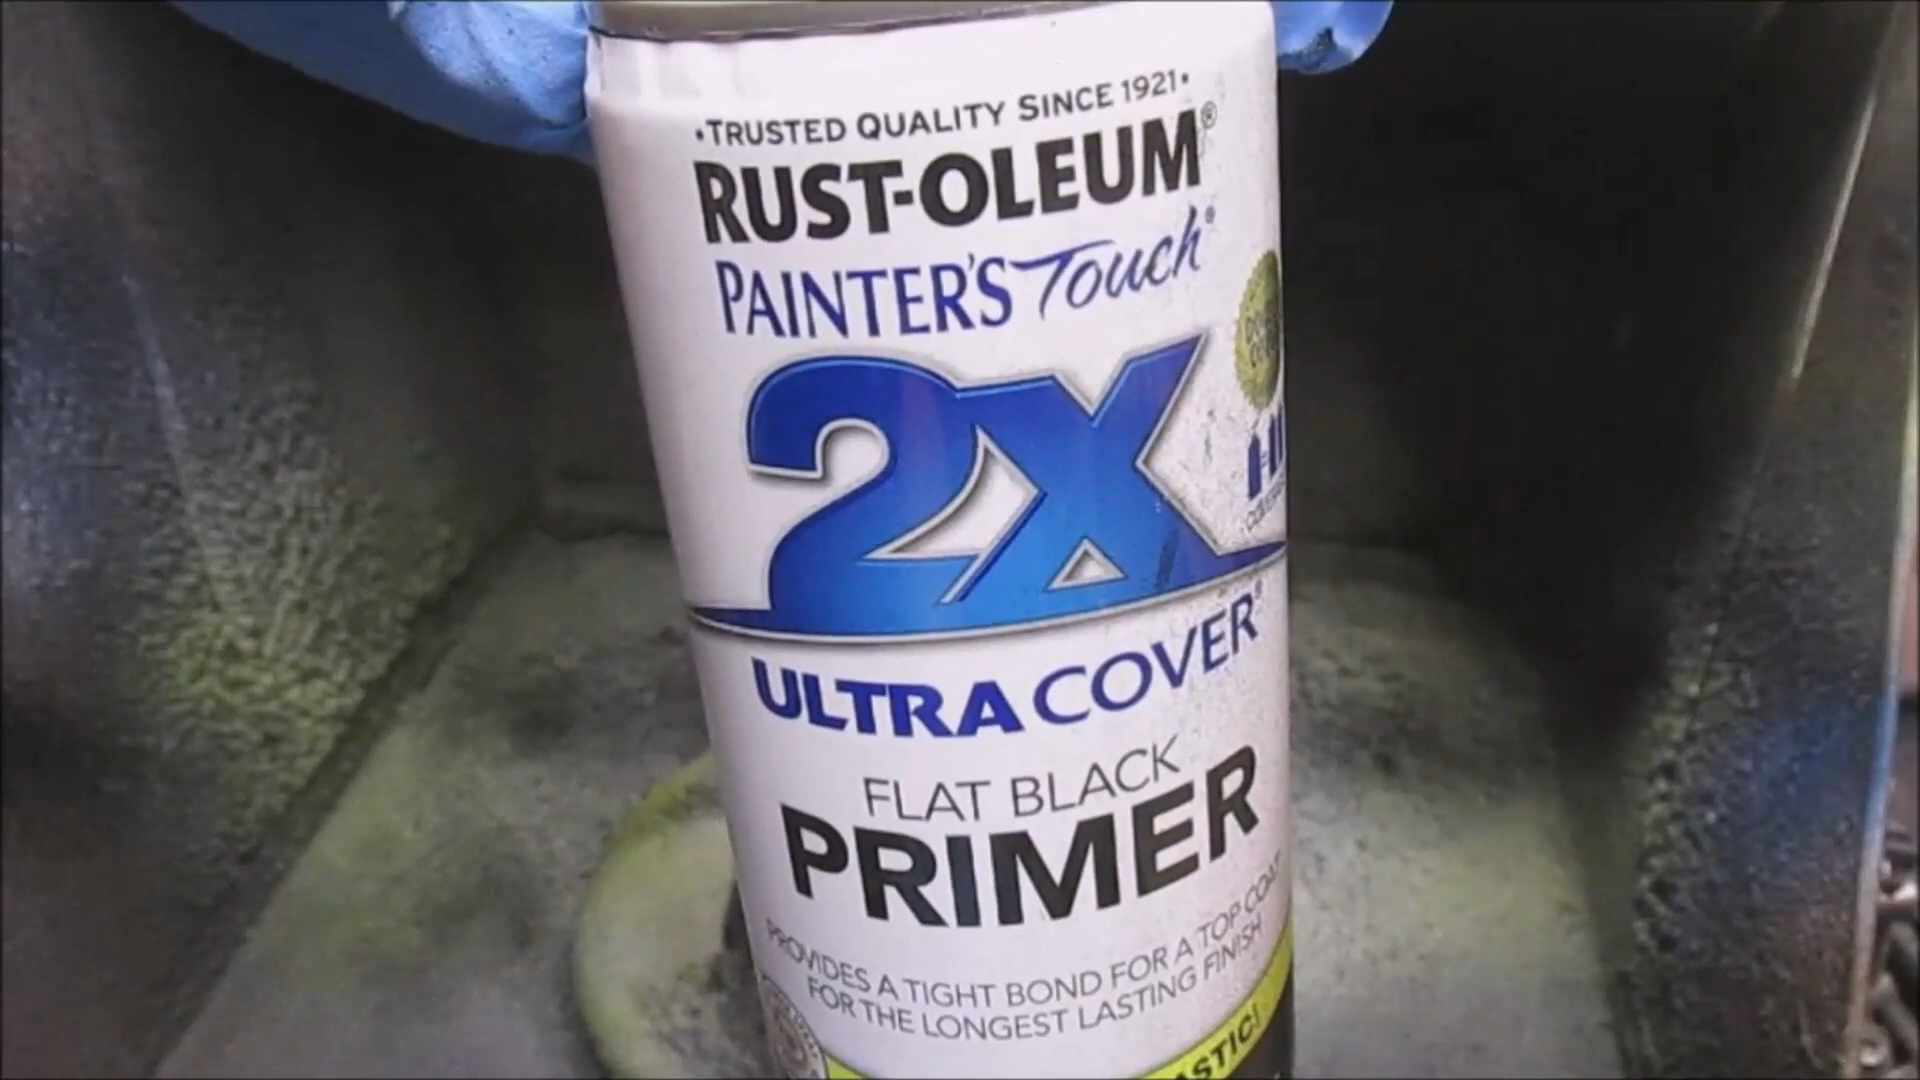 •TRUSTED QUALITY SINCE 1921•
RUST-OLEUM®
PAINTER'S Touch®
2X
ULTRA COVER®
FLAT BLACK
PRIMER
PROVIDES A TIGHT BOND FOR A TOP COAT
FOR THE LONGEST LASTING FINISH